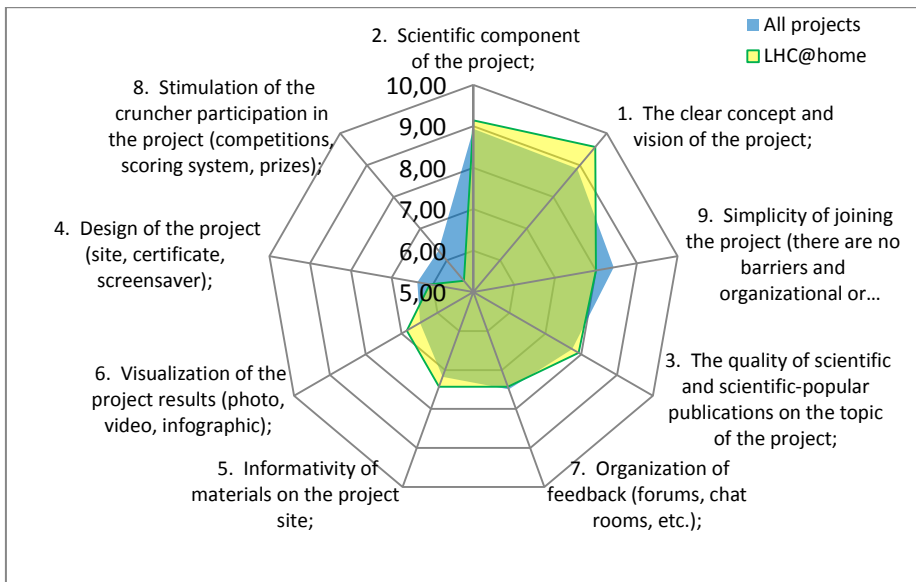 All projects
LHC@home
2. Scientific component
of the project;
10,00
9,00
8,00
7,00
6,00
5,00
1. The clear concept and
vision of the project;
9. Simplicity of joining
the project (there are no
barriers and
organizational or…
3. The quality of scientific
and scientific-popular
publications on the topic
of the project;
7. Organization of
feedback (forums, chat
rooms, etc.);
5. Informativity of
materials on the project
site;
6. Visualization of the
project results (photo,
video, infographic);
4. Design of the project
(site, certificate,
screensaver);
8. Stimulation of the
cruncher participation in
the project (competitions,
scoring system, prizes);